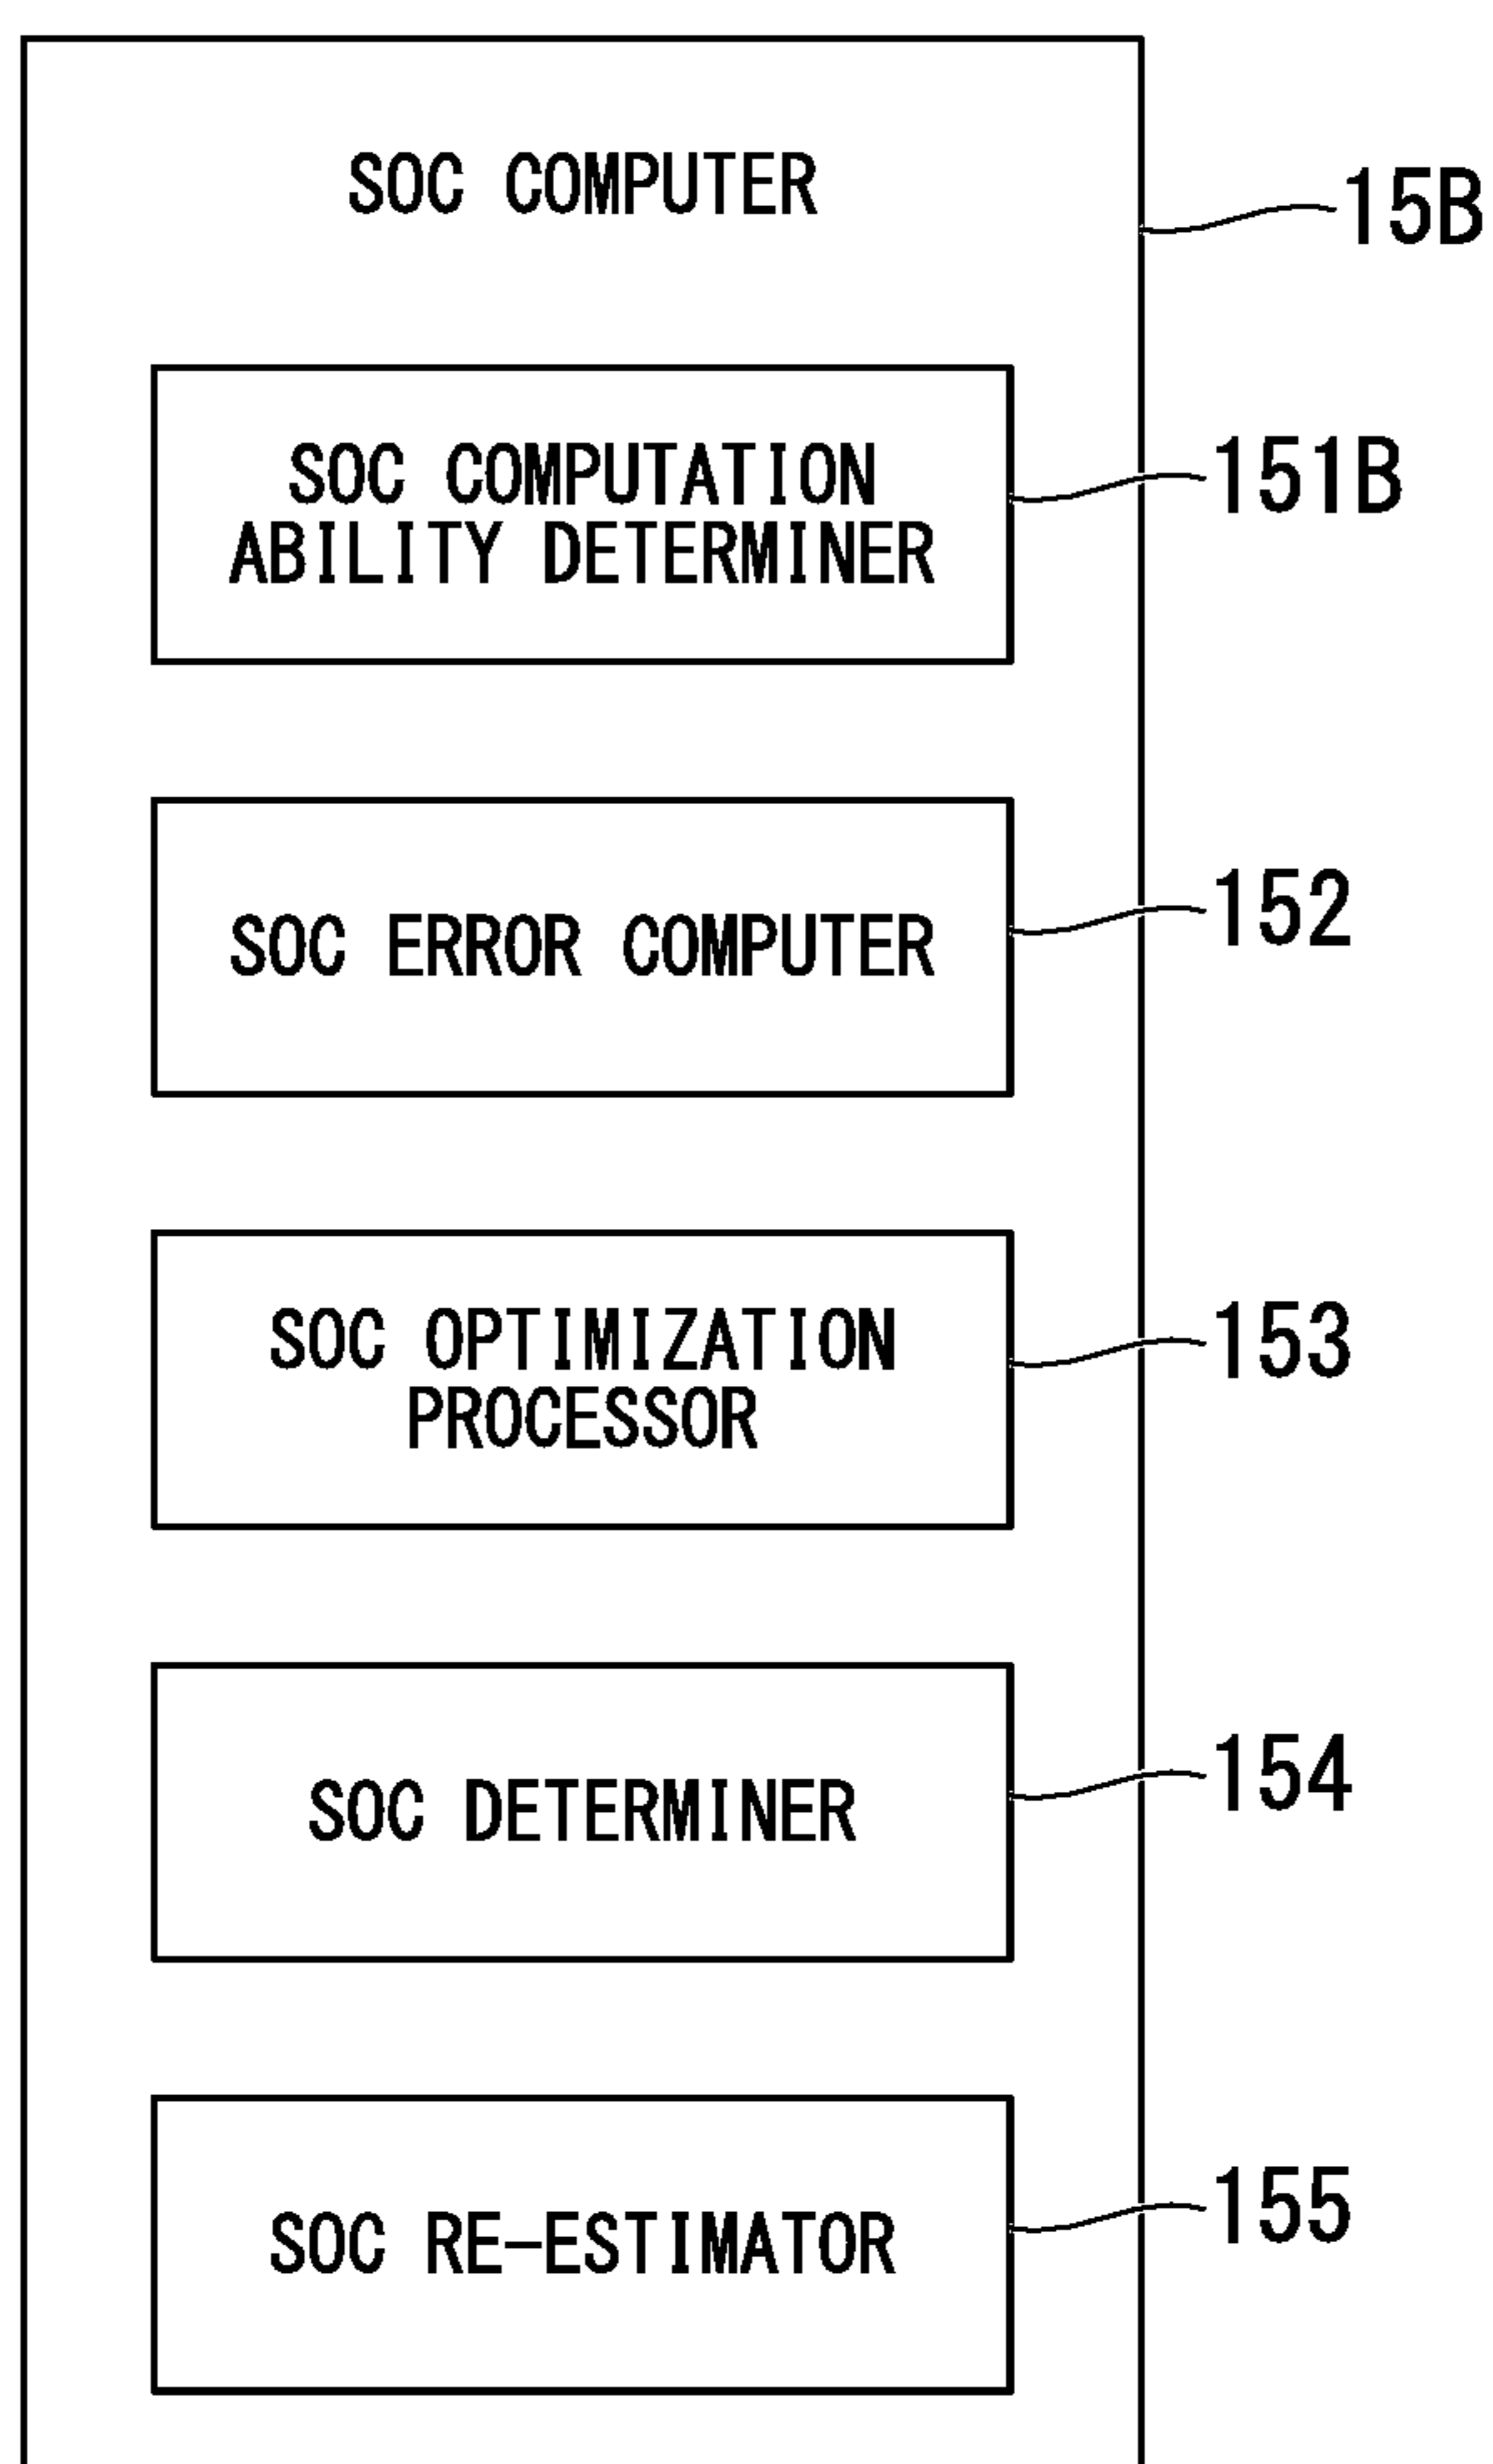 SOC COMPUTER
15B
SOC COMPUTATION
ABILITY DETERMINER
151B
SOC ERROR COMPUTER
152
SOC OPTIMIZATION
PROCESSOR
153
SOC DETERMINER
154
SOC RE-ESTIMATOR
155